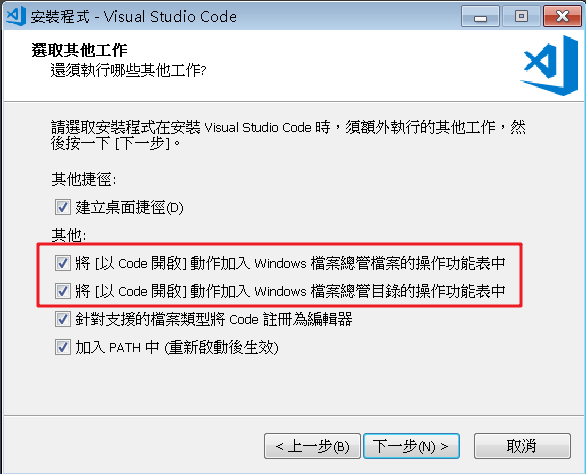 安裝程式 - Visual Studio Code
選取其他工作
還須執行哪些其他工作?
請選取安裝程式在安裝 Visual Studio Code 時，須額外執行的其他工作，然
後按一下 [下一步]。
其他捷徑:
建立桌面捷徑(D)
其他:
將 [以 Code 開啟] 動作加入 Windows 檔案總管檔案的操作功能表中
將 [以 Code 開啟] 動作加入 Windows 檔案總管目錄的操作功能表中
針對支援的檔案類型將 Code 註冊為編輯器
加入 PATH 中 (重新啟動後生效)
< 上一步(B) 下一步(N) > 取消